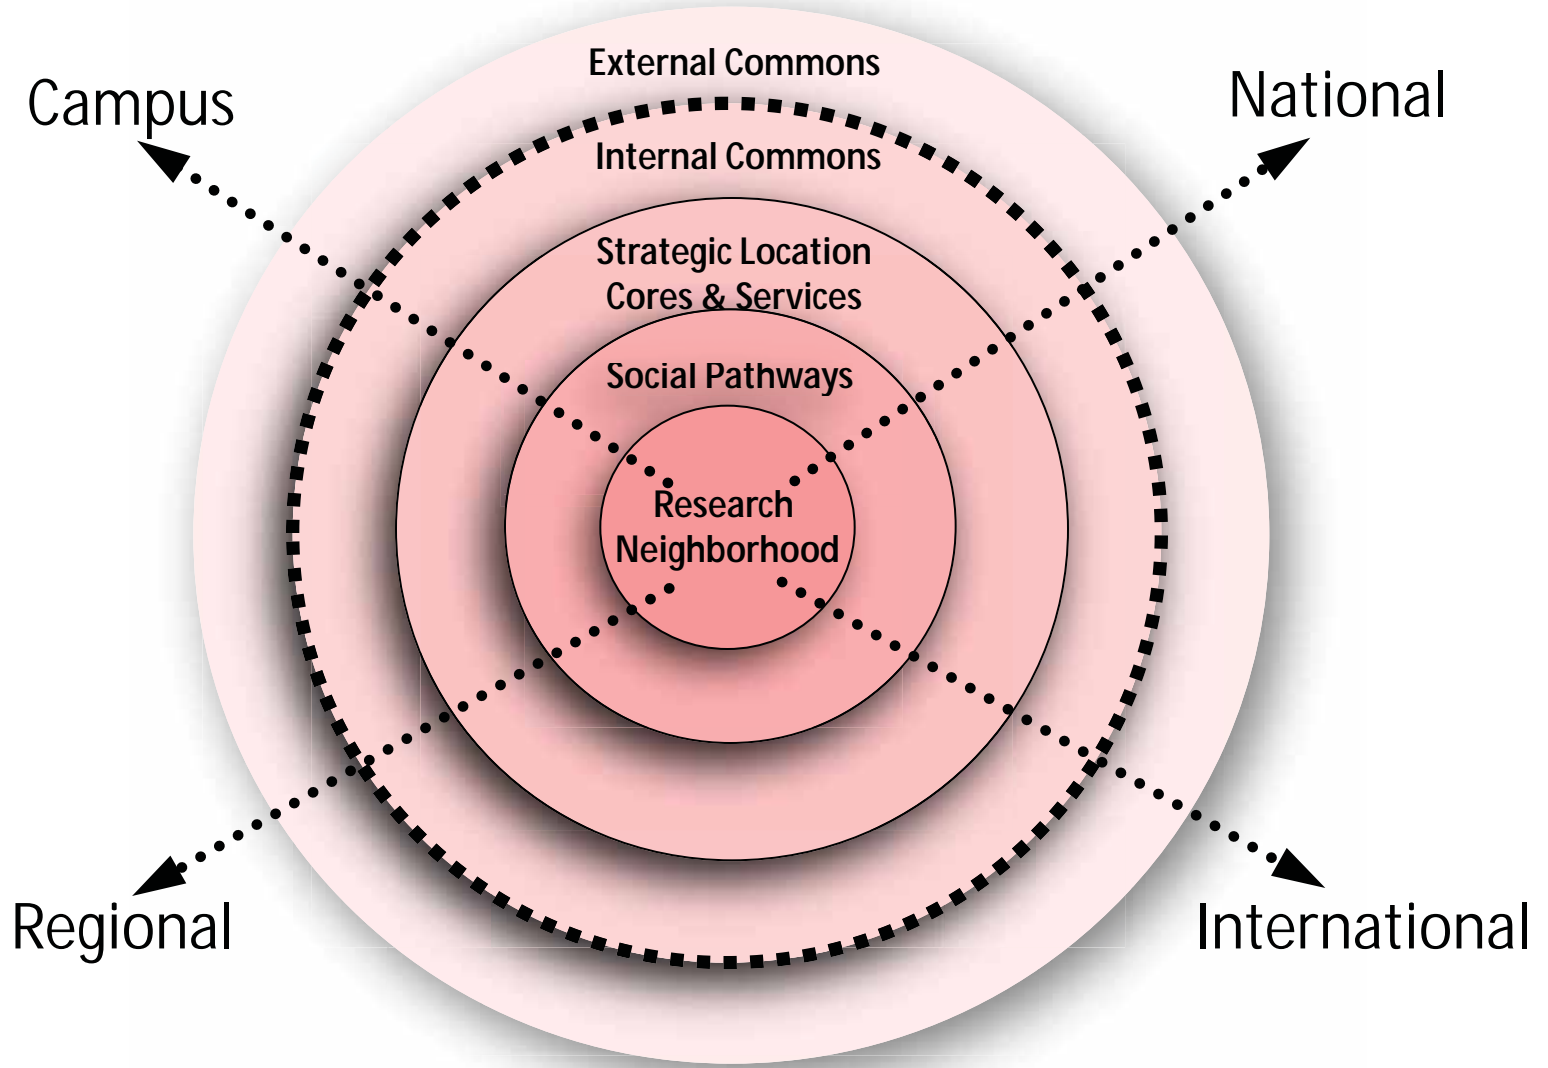 External Commons
Campus
National
Internal Commons
Strategic Location
Cores & Services
Social Pathways
Research
Neighborhood
Regional
International